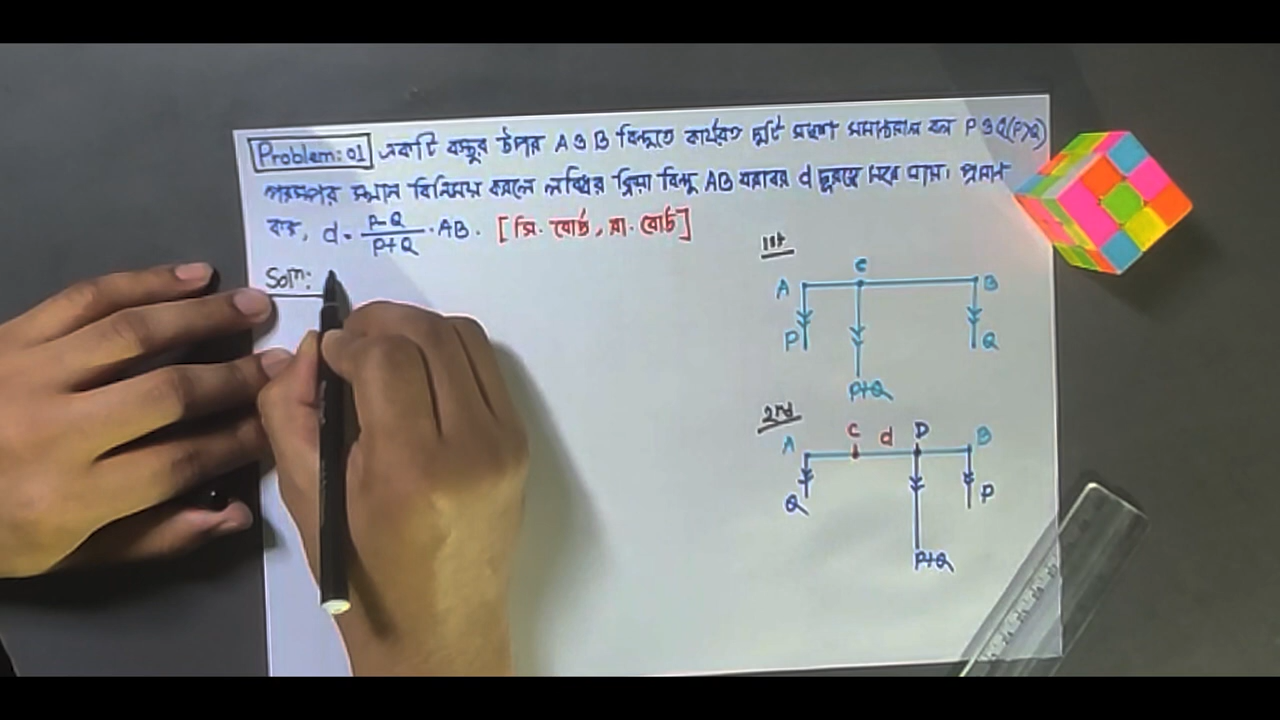 Problem: 01 একটি বস্তুর উপর A ও B বিন্দুতে কার্যরত দুটি সদৃশ সমান্তরাল বল P ও Q(P>Q)
পরস্পর স্থান বিনিময় করলে লব্ধির ক্রিয়া বিন্দু AB বরাবর d দূরত্বে সরে যায়। প্রমাণ
কর, d = P-Q / P+Q · AB. [সি. বোর্ড, রা. বোর্ড]
Soln:
1st
A C B
P Q
P+Q
2nd
A C d D B
Q P
P+Q